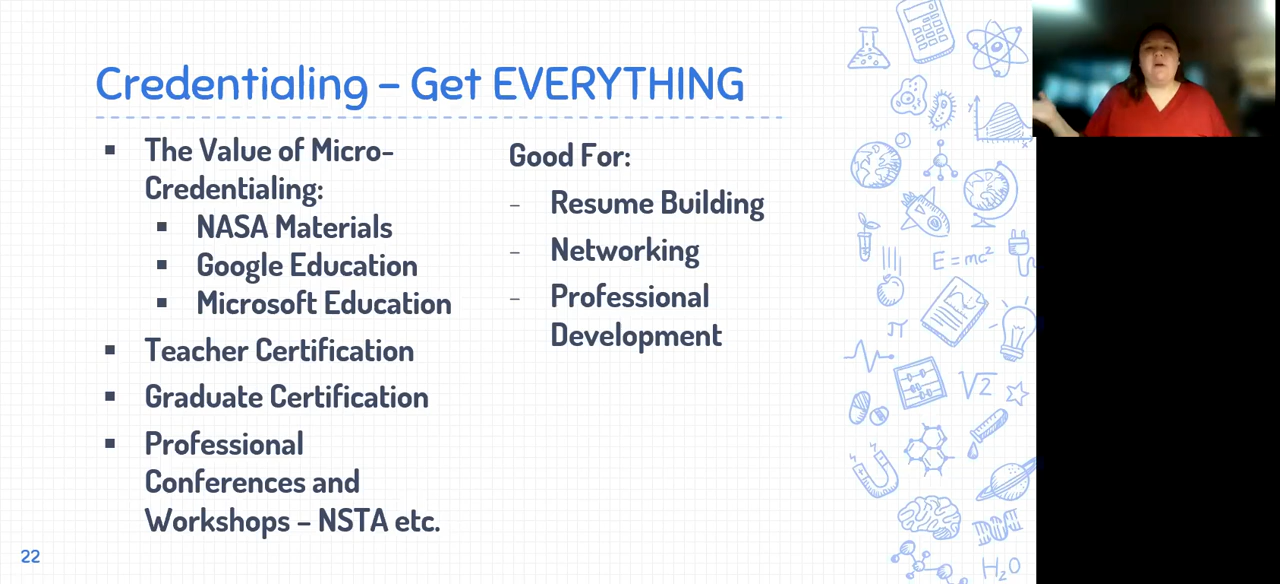 Credentialing – Get EVERYTHING
▪ The Value of Micro-
Credentialing:
▪ NASA Materials
▪ Google Education
▪ Microsoft Education
▪ Teacher Certification
▪ Graduate Certification
▪ Professional
Conferences and
Workshops – NSTA etc.
Good For:
– Resume Building
– Networking
– Professional
Development
y
x
E=mc²
π
√2
H₂O
22